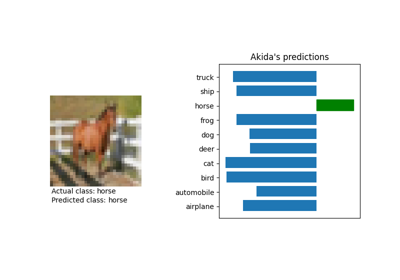 Akida's predictions
truck
ship
horse
frog
dog
deer
cat
bird
automobile
airplane
Actual class: horse
Predicted class: horse